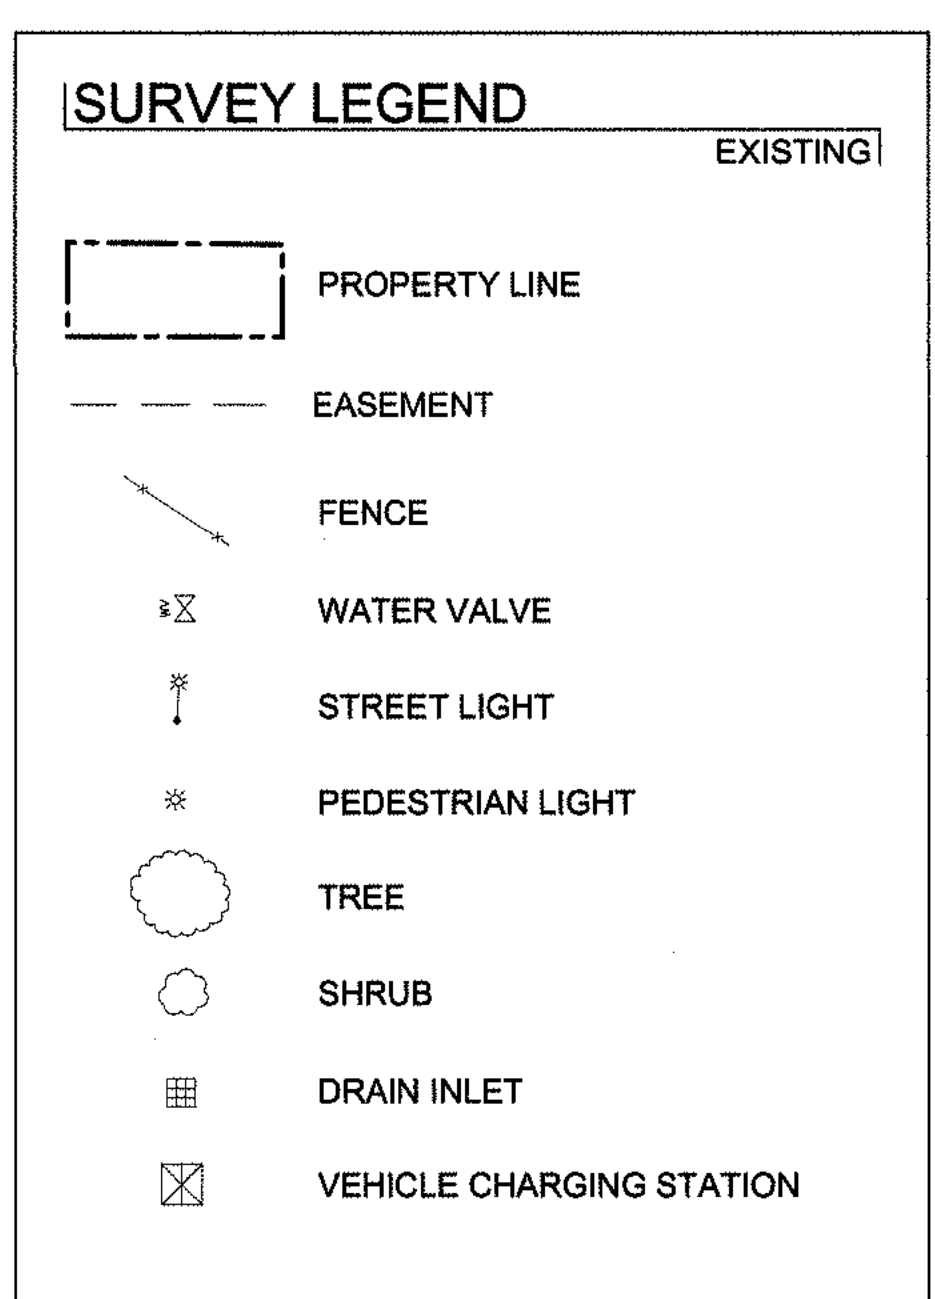 SURVEY LEGEND
EXISTING
PROPERTY LINE
EASEMENT
FENCE
WATER VALVE
STREET LIGHT
PEDESTRIAN LIGHT
TREE
SHRUB
DRAIN INLET
VEHICLE CHARGING STATION